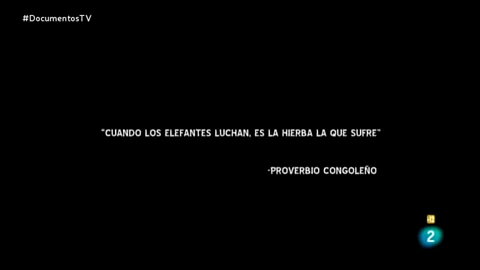 #DocumentosTV
"CUANDO LOS ELEFANTES LUCHAN, ES LA HIERBA LA QUE SUFRE"
-PROVERBIO CONGOLEÑO
2